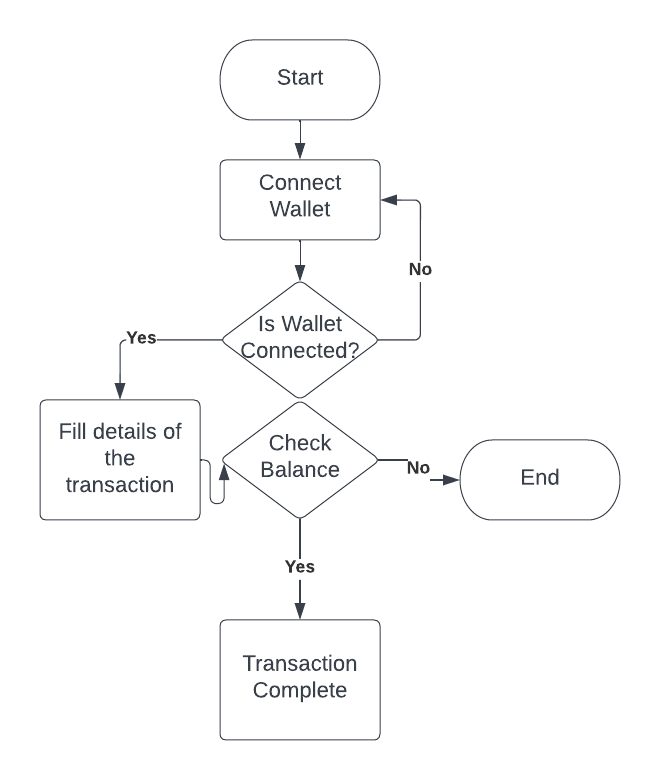 Start
Connect
Wallet
No
Is Wallet
Connected?
Yes
Fill details of
the
transaction
Check
Balance
No
End
Yes
Transaction
Complete